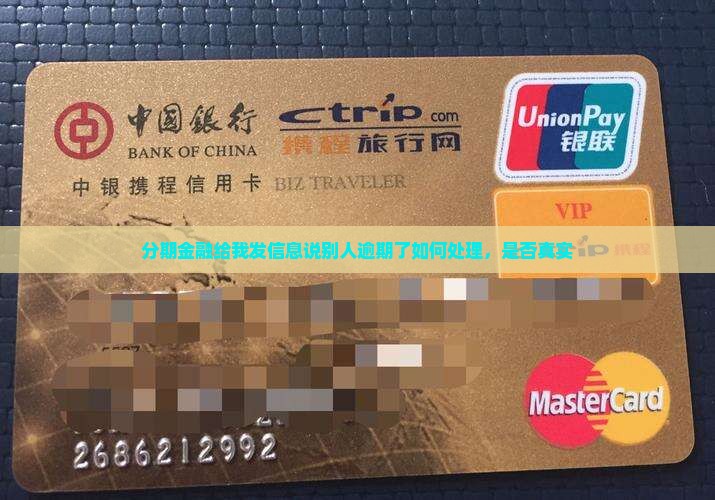 中國銀行
BANK OF CHINA
Ctrip.com
携程旅行网
UnionPay
银联
中银携程信用卡 BIZ TRAVELER
VIP
分期金融给我发信息说别人逾期了如何处理，是否真实
MasterCard
2686212992